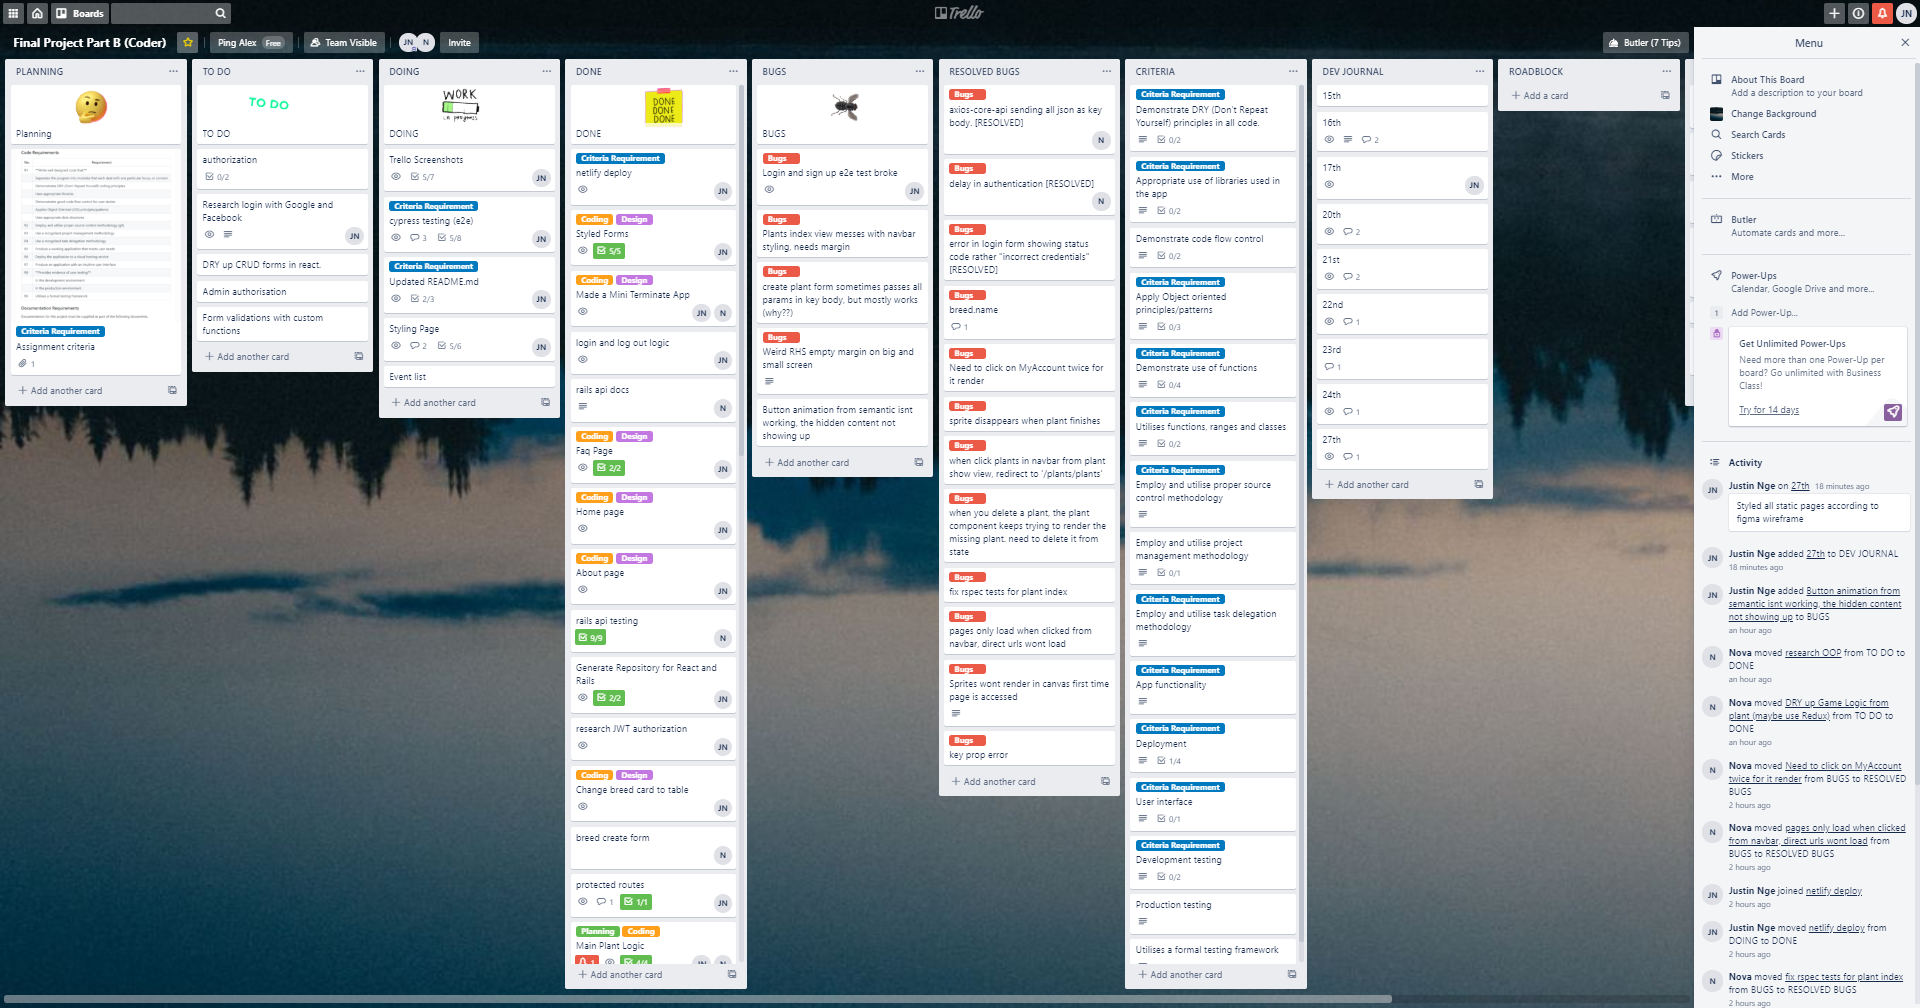 Boards
Trello
JN
Final Project Part B (Coder)
Ping Alex Free
Team Visible
JN N
Invite
Butler (7 Tips)
PLANNING
Planning
Code Requirements
Documentation Requirements
Criteria Requirement
Assignment criteria
1
+ Add another card
TO DO
TO DO
TO DO
authorization
0/2
Research login with Google and
Facebook
JN
DRY up CRUD forms in react.
Admin authorisation
Form validations with custom
functions
+ Add another card
DOING
WORK
in progress
DOING
Trello Screenshots
5/7
JN
Criteria Requirement
cypress testing (e2e)
3 5/8
JN
Criteria Requirement
Updated README.md
2/3
JN
Styling Page
2 5/6
JN
Event list
+ Add another card
DONE
DONE
DONE
DONE
DONE
Criteria Requirement
netlify deploy
JN
Coding Design
Styled Forms
5/5
JN
Coding Design
Made a Mini Terminate App
JN N
login and log out logic
JN
rails api docs
N
Coding Design
Faq Page
2/2
JN
Coding Design
Home page
JN
Coding Design
About page
JN
rails api testing
9/9
N
Generate Repository for React and
Rails
2/2
JN
research JWT authorization
JN
Coding Design
Change breed card to table
JN
breed create form
N
protected routes
1 1/1
JN
Planning Coding
Main Plant Logic
1 4/4
JN N
+ Add another card
BUGS
BUGS
Bugs
Login and sign up e2e test broke
JN
Bugs
Plants index view messes with navbar
styling, needs margin
Bugs
create plant form sometimes passes all
params in key body, but mostly works
(why??)
Bugs
Weird RHS empty margin on big and
small screen
Button animation from semantic isnt
working, the hidden content not
showing up
+ Add another card
RESOLVED BUGS
Bugs
axios-core-api sending all json as key
body. [RESOLVED]
N
Bugs
delay in authentication [RESOLVED]
N
Bugs
error in login form showing status
code rather "incorrect credentials"
[RESOLVED]
Bugs
breed.name
1
Bugs
Need to click on MyAccount twice for
it render
Bugs
sprite disappears when plant finishes
Bugs
when click plants in navbar from plant
show view, redirect to '/plants/plants'
Bugs
when you delete a plant, the plant
component keeps trying to render the
missing plant. need to delete it from
state
Bugs
fix rspec tests for plant index
Bugs
pages only load when clicked from
navbar, direct urls wont load
Bugs
Sprites wont render in canvas first time
page is accessed
Bugs
key prop error
+ Add another card
CRITERIA
Criteria Requirement
Demonstrate DRY (Don't Repeat
Yourself) principles in all code.
0/2
Criteria Requirement
Appropriate use of libraries used in
the app
0/2
Demonstrate code flow control
0/2
Criteria Requirement
Apply Object oriented
principles/patterns
0/3
Criteria Requirement
Demonstrate use of functions
0/4
Criteria Requirement
Utilises functions, ranges and classes
0/2
Criteria Requirement
Employ and utilise proper source
control methodology
Employ and utilise project
management methodology
0/1
Criteria Requirement
Employ and utilise task delegation
methodology
Criteria Requirement
App functionality
Criteria Requirement
Deployment
1/4
Criteria Requirement
User interface
0/1
Criteria Requirement
Development testing
0/2
Production testing
Utilises a formal testing framework
+ Add another card
DEV JOURNAL
15th
16th
2
17th
JN
20th
2
21st
2
22nd
1
23rd
1
24th
1
27th
1
+ Add another card
ROADBLOCK
+ Add a card
Menu
About This Board
Add a description to your board
Change Background
Search Cards
Stickers
More
Butler
Automate cards and more...
Power-Ups
Calendar, Google Drive and more...
1 Add Power-Up...
Get Unlimited Power-Ups
Need more than one Power-Up per
board? Go unlimited with Business
Class!
Try for 14 days
Activity
JN
Justin Nge on 27th 18 minutes ago
Styled all static pages according to
figma wireframe
JN
Justin Nge added 27th to DEV JOURNAL
18 minutes ago
JN
Justin Nge added Button animation from
semantic isnt working, the hidden content
not showing up to BUGS
an hour ago
N
Nova moved research OOP from TO DO to
DONE
an hour ago
N
Nova moved DRY up Game Logic from
plant (maybe use Redux) from TO DO to
DONE
an hour ago
N
Nova moved Need to click on MyAccount
twice for it render from BUGS to RESOLVED
BUGS
2 hours ago
N
Nova moved pages only load when clicked
from navbar, direct urls wont load from
BUGS to RESOLVED BUGS
2 hours ago
JN
Justin Nge joined netlify deploy
2 hours ago
JN
Justin Nge moved netlify deploy from
DOING to DONE
2 hours ago
N
Nova moved fix rspec tests for plant index
from BUGS to RESOLVED BUGS
2 hours ago